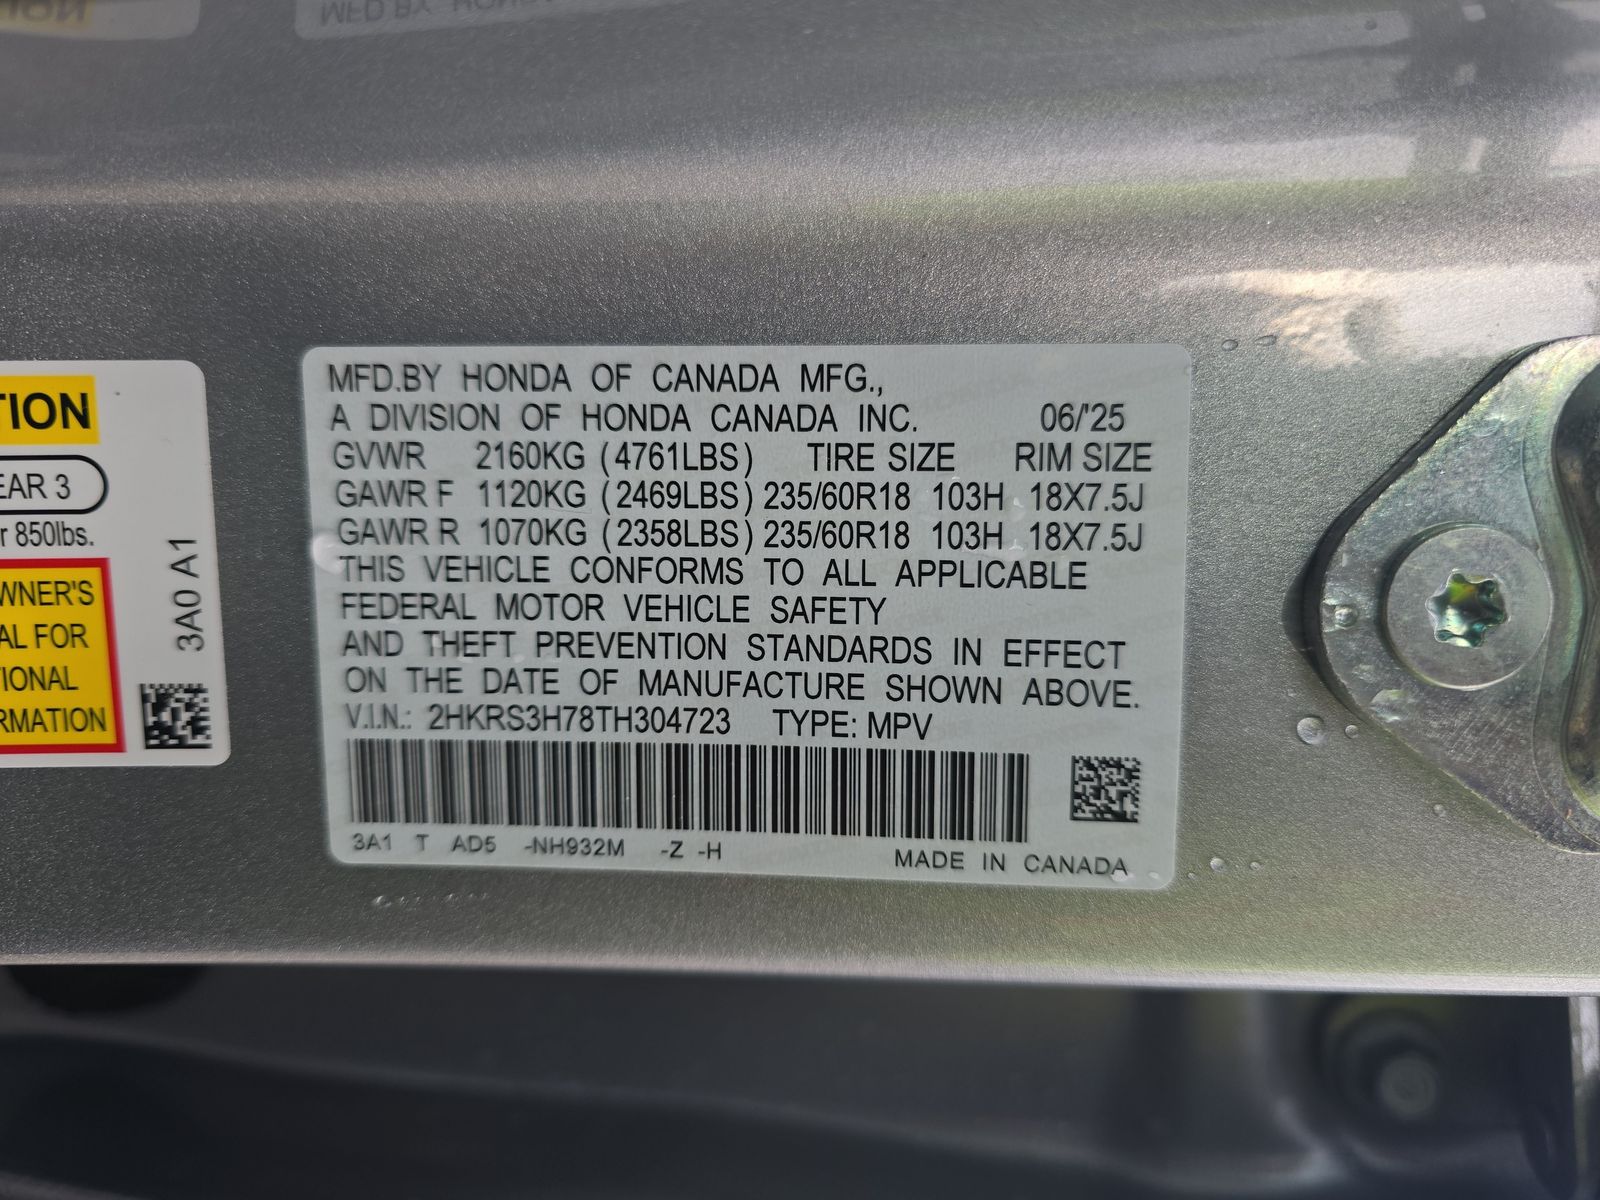 TION
EAR 3
r 850lbs.
WNER'S
AL FOR
TIONAL
RMATION
3A0 A1
MFD.BY HONDA OF CANADA MFG.,
A DIVISION OF HONDA CANADA INC. 06/'25
GVWR 2160KG (4761LBS) TIRE SIZE RIM SIZE
GAWR F 1120KG (2469LBS) 235/60R18 103H 18X7.5J
GAWR R 1070KG (2358LBS) 235/60R18 103H 18X7.5J
THIS VEHICLE CONFORMS TO ALL APPLICABLE
FEDERAL MOTOR VEHICLE SAFETY
AND THEFT PREVENTION STANDARDS IN EFFECT
ON THE DATE OF MANUFACTURE SHOWN ABOVE.
V.I.N.: 2HKRS3H78TH304723 TYPE: MPV
3A1 T AD5 -NH932M -Z -H MADE IN CANADA